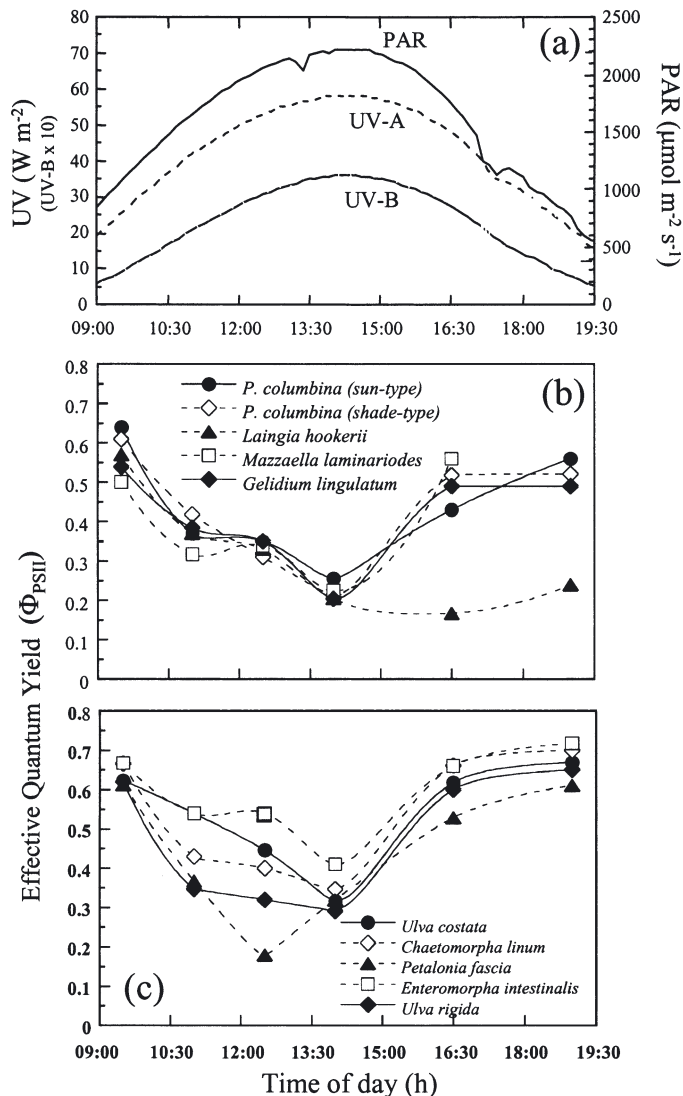 (a)
PAR
UV-A
UV-B
80
70
60
50
40
30
20
10
0
UV (W m⁻²)
(UV-B x 10)
2500
2000
1500
1000
500
0
PAR (μmol m⁻² s⁻¹)
09:00 10:30 12:00 13:30 15:00 16:30 18:00 19:30
(b)
P. columbina (sun-type)
P. columbina (shade-type)
Laingia hookerii
Mazzaella laminariodes
Gelidium lingulatum
0.8
0.7
0.6
0.5
0.4
0.3
0.2
0.1
0
Effective Quantum Yield (Φ_PSII)
0.8
0.7
0.6
0.5
0.4
0.3
0.2
0.1
0
(c)
Ulva costata
Chaetomorpha linum
Petalonia fascia
Enteromorpha intestinalis
Ulva rigida
09:00 10:30 12:00 13:30 15:00 16:30 18:00 19:30
Time of day (h)